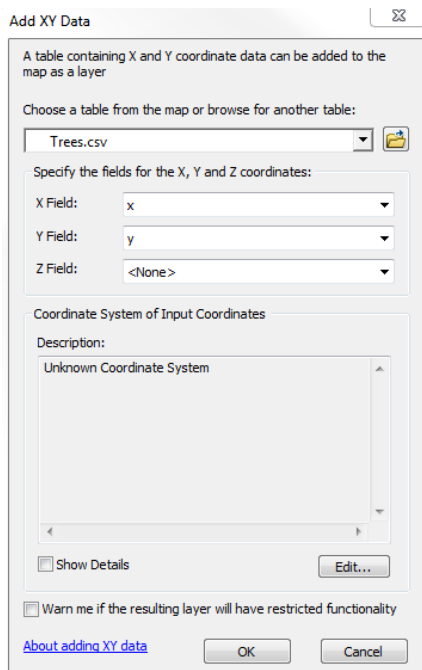 Add XY Data
A table containing X and Y coordinate data can be added to the
map as a layer
Choose a table from the map or browse for another table:
Trees.csv
Specify the fields for the X, Y and Z coordinates:
X Field: x
Y Field: y
Z Field: <None>
Coordinate System of Input Coordinates
Description:
Unknown Coordinate System
Show Details Edit...
Warn me if the resulting layer will have restricted functionality
About adding XY data OK Cancel